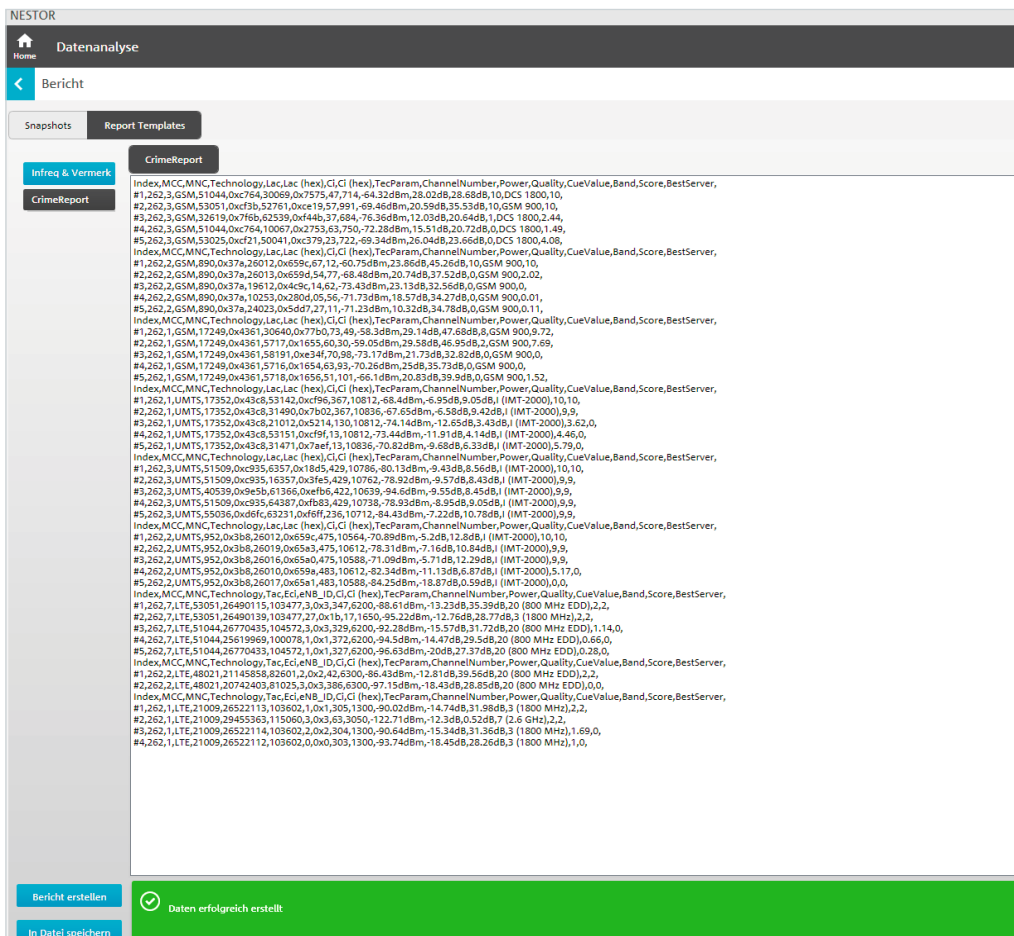 NESTOR
Home
Datenanalyse
Bericht
Snapshots
Report Templates
Infreq & Vermerk
CrimeReport
CrimeReport
Index,MCC,MNC,Technology,Lac,Lac (hex),Ci,Ci (hex),TecParam,ChannelNumber,Power,Quality,CueValue,Band,Score,BestServer,
#1,262,3,GSM,51044,0xc764,30069,0x7575,47,714,-64.32dBm,28.02dB,28.68dB,10,DCS 1800,10,
#2,262,3,GSM,53051,0xcf3b,52761,0xce19,57,991,-69.46dBm,20.59dB,35.53dB,10,GSM 900,10,
#3,262,3,GSM,32619,0x7f6b,62539,0xf44b,37,684,-76.36dBm,12.03dB,20.64dB,1,DCS 1800,2.44,
#4,262,3,GSM,51044,0xc764,10067,0x2753,63,750,-72.28dBm,15.51dB,20.72dB,0,DCS 1800,1.49,
#5,262,3,GSM,53025,0xcf21,50041,0xc379,23,722,-69.34dBm,26.04dB,23.66dB,0,DCS 1800,4.08,
Index,MCC,MNC,Technology,Lac,Lac (hex),Ci,Ci (hex),TecParam,ChannelNumber,Power,Quality,CueValue,Band,Score,BestServer,
#1,262,2,GSM,890,0x37a,26012,0x659c,67,12,-60.75dBm,23.86dB,45.26dB,10,GSM 900,10,
#2,262,2,GSM,890,0x37a,26013,0x659d,54,77,-68.48dBm,20.74dB,37.52dB,0,GSM 900,2.02,
#3,262,2,GSM,890,0x37a,19612,0x4c9c,14,62,-73.43dBm,23.13dB,32.56dB,0,GSM 900,0,
#4,262,2,GSM,890,0x37a,10253,0x280d,05,56,-71.73dBm,18.57dB,34.27dB,0,GSM 900,0.01,
#5,262,2,GSM,890,0x37a,24023,0x5dd7,27,11,-71.23dBm,10.32dB,34.78dB,0,GSM 900,0.11,
Index,MCC,MNC,Technology,Lac,Lac (hex),Ci,Ci (hex),TecParam,ChannelNumber,Power,Quality,CueValue,Band,Score,BestServer,
#1,262,1,GSM,17249,0x4361,30640,0x77b0,73,49,-58.3dBm,29.14dB,47.68dB,8,GSM 900,9.72,
#2,262,1,GSM,17249,0x4361,5717,0x1655,60,30,-59.05dBm,29.58dB,46.95dB,2,GSM 900,7.69,
#3,262,1,GSM,17249,0x4361,58191,0xe34f,70,98,-73.17dBm,21.73dB,32.82dB,0,GSM 900,0,
#4,262,1,GSM,17249,0x4361,5716,0x1654,63,93,-70.26dBm,25dB,35.73dB,0,GSM 900,0,
#5,262,1,GSM,17249,0x4361,5718,0x1656,51,101,-66.1dBm,20.83dB,39.9dB,0,GSM 900,1.52,
Index,MCC,MNC,Technology,Lac,Lac (hex),Ci,Ci (hex),TecParam,ChannelNumber,Power,Quality,CueValue,Band,Score,BestServer,
#1,262,1,UMTS,17352,0x43c8,53142,0xcf96,367,10812,-68.4dBm,-6.95dB,9.05dB,I (IMT-2000),10,10,
#2,262,1,UMTS,17352,0x43c8,31490,0x7b02,367,10836,-67.65dBm,-6.58dB,9.42dB,I (IMT-2000),9,9,
#3,262,1,UMTS,17352,0x43c8,21012,0x5214,130,10812,-74.14dBm,-12.65dB,3.43dB,I (IMT-2000),3.62,0,
#4,262,1,UMTS,17352,0x43c8,53151,0xcf9f,13,10812,-73.44dBm,-11.91dB,4.14dB,I (IMT-2000),4.46,0,
#5,262,1,UMTS,17352,0x43c8,31471,0x7aef,13,10836,-70.82dBm,-9.68dB,6.33dB,I (IMT-2000),5.79,0,
Index,MCC,MNC,Technology,Lac,Lac (hex),Ci,Ci (hex),TecParam,ChannelNumber,Power,Quality,CueValue,Band,Score,BestServer,
#1,262,3,UMTS,51509,0xc935,6357,0x18d5,429,10786,-80.13dBm,-9.43dB,8.56dB,I (IMT-2000),10,10,
#2,262,3,UMTS,51509,0xc935,16357,0x3fe5,429,10762,-78.92dBm,-9.57dB,8.43dB,I (IMT-2000),9,9,
#3,262,3,UMTS,40539,0x9e5b,61366,0xefb6,422,10639,-94.6dBm,-9.55dB,8.45dB,I (IMT-2000),9,9,
#4,262,3,UMTS,51509,0xc935,64387,0xfb83,429,10738,-78.93dBm,-8.95dB,9.05dB,I (IMT-2000),9,9,
#5,262,3,UMTS,55036,0xd6fc,63231,0xf6ff,236,10712,-84.43dBm,-7.22dB,10.78dB,I (IMT-2000),9,9,
Index,MCC,MNC,Technology,Lac,Lac (hex),Ci,Ci (hex),TecParam,ChannelNumber,Power,Quality,CueValue,Band,Score,BestServer,
#1,262,2,UMTS,952,0x3b8,26012,0x659c,475,10564,-70.89dBm,-5.2dB,12.8dB,I (IMT-2000),10,10,
#2,262,2,UMTS,952,0x3b8,26019,0x65a3,475,10612,-78.31dBm,-7.16dB,10.84dB,I (IMT-2000),9,9,
#3,262,2,UMTS,952,0x3b8,26016,0x65a0,475,10588,-71.09dBm,-5.71dB,12.29dB,I (IMT-2000),9,9,
#4,262,2,UMTS,952,0x3b8,26010,0x659a,483,10612,-82.34dBm,-11.13dB,6.87dB,I (IMT-2000),5.17,0,
#5,262,2,UMTS,952,0x3b8,26017,0x65a1,483,10588,-84.25dBm,-18.87dB,0.59dB,I (IMT-2000),0,0,
Index,MCC,MNC,Technology,Tac,Eci,eNB_ID,Ci,Ci (hex),TecParam,ChannelNumber,Power,Quality,CueValue,Band,Score,BestServer,
#1,262,7,LTE,53051,26490115,103477,3,0x3,347,6200,-88.61dBm,-13.23dB,35.39dB,20 (800 MHz EDD),2,2,
#2,262,7,LTE,53051,26490139,103477,27,0x1b,17,1650,-95.22dBm,-12.76dB,28.77dB,3 (1800 MHz),2,2,
#3,262,7,LTE,51044,26770435,104572,3,0x3,329,6200,-92.28dBm,-15.57dB,31.72dB,20 (800 MHz EDD),1.14,0,
#4,262,7,LTE,51044,25619969,100078,1,0x1,372,6200,-94.5dBm,-14.47dB,29.5dB,20 (800 MHz EDD),0.66,0,
#5,262,7,LTE,51044,26770433,104572,1,0x1,327,6200,-96.63dBm,-20dB,27.37dB,20 (800 MHz EDD),0.28,0,
Index,MCC,MNC,Technology,Tac,Eci,eNB_ID,Ci,Ci (hex),TecParam,ChannelNumber,Power,Quality,CueValue,Band,Score,BestServer,
#1,262,2,LTE,48021,21145858,82601,2,0x2,42,6300,-86.43dBm,-12.81dB,39.56dB,20 (800 MHz EDD),2,2,
#2,262,2,LTE,48021,20742403,81025,3,0x3,386,6300,-97.15dBm,-18.43dB,28.85dB,20 (800 MHz EDD),0,0,
Index,MCC,MNC,Technology,Tac,Eci,eNB_ID,Ci,Ci (hex),TecParam,ChannelNumber,Power,Quality,CueValue,Band,Score,BestServer,
#1,262,1,LTE,21009,26522113,103602,1,0x1,305,1300,-90.02dBm,-14.74dB,31.98dB,3 (1800 MHz),2,2,
#2,262,1,LTE,21009,29455363,115060,3,0x3,63,3050,-122.71dBm,-12.3dB,0.52dB,7 (2.6 GHz),2,2,
#3,262,1,LTE,21009,26522114,103602,2,0x2,304,1300,-90.64dBm,-15.34dB,31.36dB,3 (1800 MHz),1.69,0,
#4,262,1,LTE,21009,26522112,103602,0,0x0,303,1300,-93.74dBm,-18.45dB,28.26dB,3 (1800 MHz),1,0,
Bericht erstellen
Daten erfolgreich erstellt
In Datei speichern